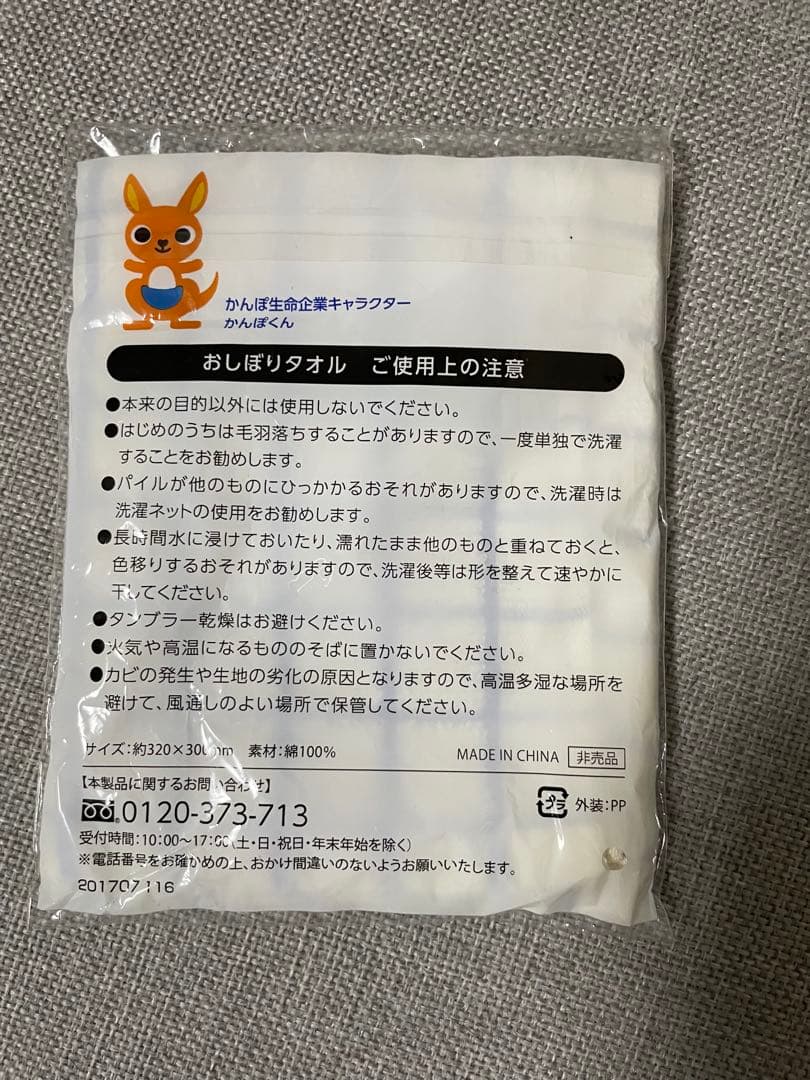 かんぽ生命企業キャラクター
かんぽくん
おしぼりタオル ご使用上の注意
●本来の目的以外には使用しないでください。
●はじめのうちは毛羽落ちすることがありますので、一度単独で洗濯
することをお勧めします。
●パイルが他のものにひっかかるおそれがありますので、洗濯時は
洗濯ネットの使用をお勧めします。
●長時間水に浸けておいたり、濡れたまま他のものと重ねておくと、
色移りするおそれがありますので、洗濯後等は形を整えて速やかに
干してください。
●タンブラー乾燥はお避けください。
●火気や高温になるもののそばに置かないでください。
●カビの発生や生地の劣化の原因となりますので、高温多湿な場所を
避けて、風通しのよい場所で保管してください。
サイズ:約320×300mm 素材:綿100% MADE IN CHINA 非売品
【本製品に関するお問い合わせ】
0120-373-713 プラ 外装:PP
受付時間:10:00~17:00(土・日・祝日・年末年始を除く)
※電話番号をお確かめの上、おかけ間違いのないようお願いいたします。
201707116